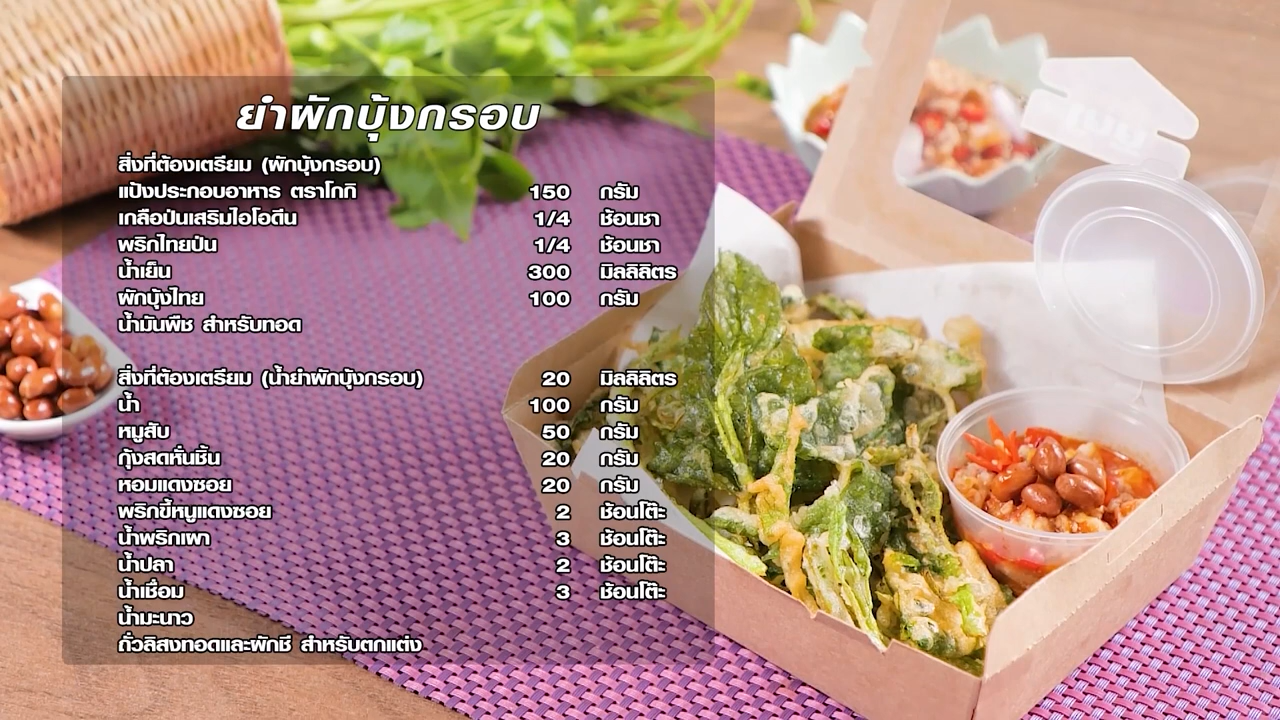 ยำผักบุ้งกรอบ
สิ่งที่ต้องเตรียม (ผักบุ้งกรอบ)
แป้งประกอบอาหาร ตราโกกิ 150 กรัม
เกลือป่นเสริมไอโอดีน 1/4 ช้อนชา
พริกไทยป่น 1/4 ช้อนชา
น้ำเย็น 300 มิลลิลิตร
ผักบุ้งไทย 100 กรัม
น้ำมันพืช สำหรับทอด
สิ่งที่ต้องเตรียม (น้ำยำผักบุ้งกรอบ) 20 มิลลิลิตร
น้ำ 100 กรัม
หมูสับ 50 กรัม
กุ้งสดหั่นชิ้น 20 กรัม
หอมแดงซอย 20 กรัม
พริกขี้หนูแดงซอย 2 ช้อนโต๊ะ
น้ำพริกเผา 3 ช้อนโต๊ะ
น้ำปลา 2 ช้อนโต๊ะ
น้ำเชื่อม 3 ช้อนโต๊ะ
น้ำมะนาว
ถั่วลิสงทอดและผักชี สำหรับตกแต่ง